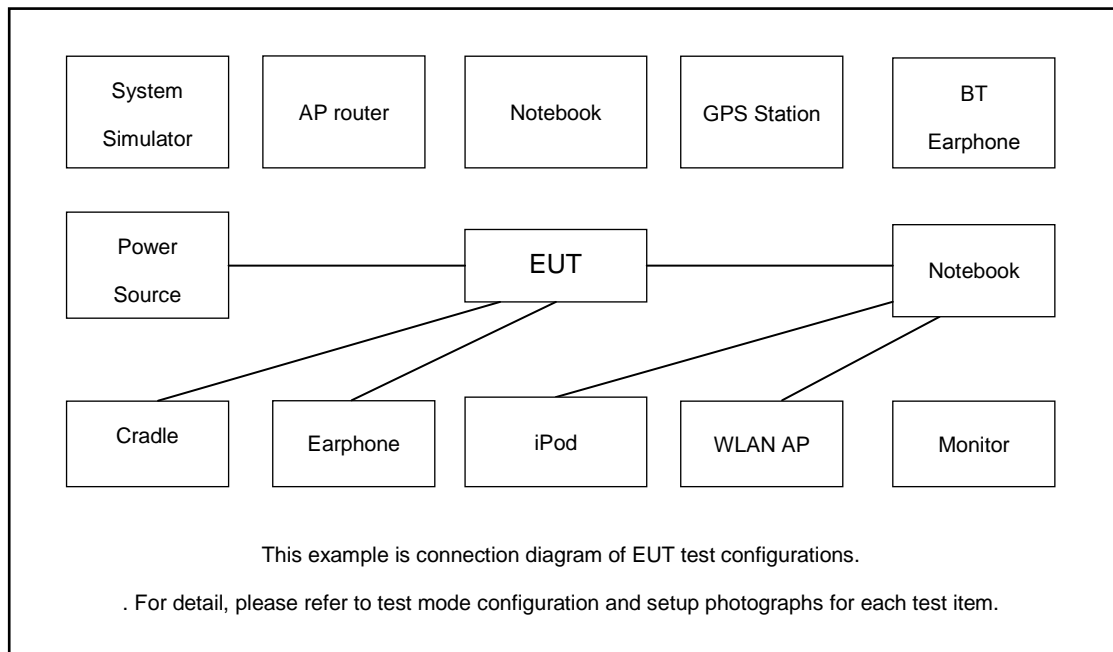 System
Simulator
AP router
Notebook
GPS Station
BT
Earphone
Power
Source
EUT
Notebook
Cradle
Earphone
iPod
WLAN AP
Monitor
This example is connection diagram of EUT test configurations.
. For detail, please refer to test mode configuration and setup photographs for each test item.